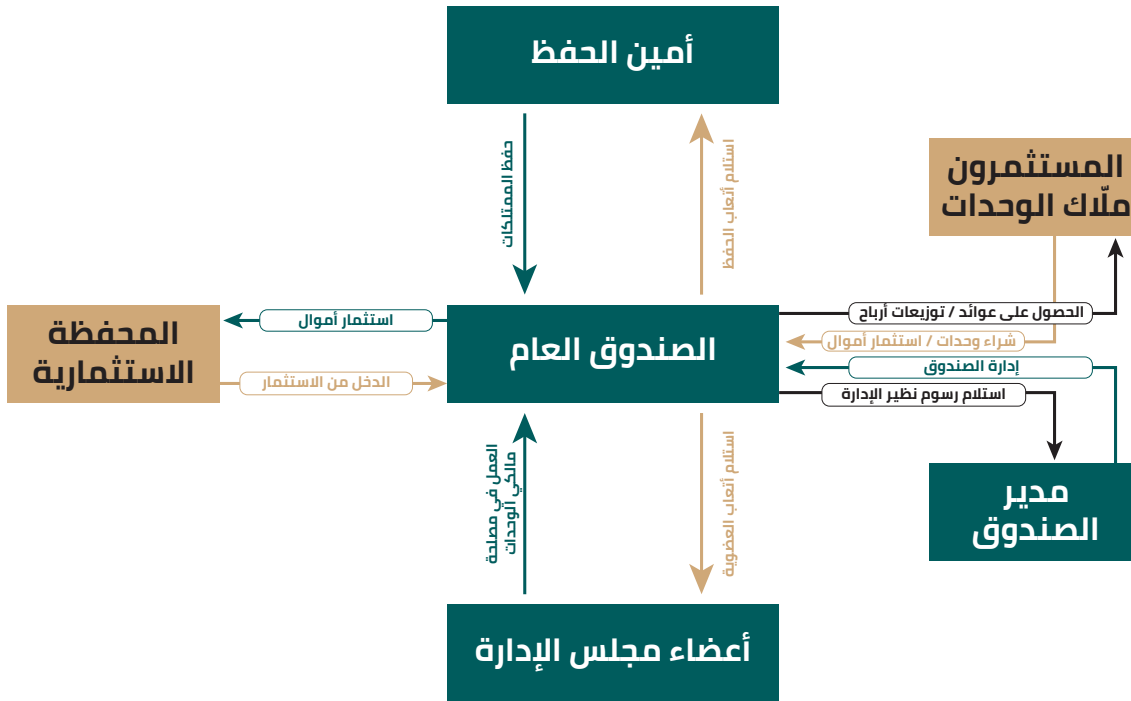 أمين الحفظ
حفظ الممتلكات
استلام أتعاب الحفظ
المستثمرون
ملّاك الوحدات
الحصول على عوائد / توزيعات أرباح
شراء وحدات / استثمار أموال
إدارة الصندوق
استلام رسوم نظير الإدارة
الصندوق العام
استثمار أموال
الدخل من الاستثمار
المحفظة
الاستثمارية
مدير
الصندوق
استلام أتعاب العضوية
العمل في مصلحة
مالكي الوحدات
أعضاء مجلس الإدارة